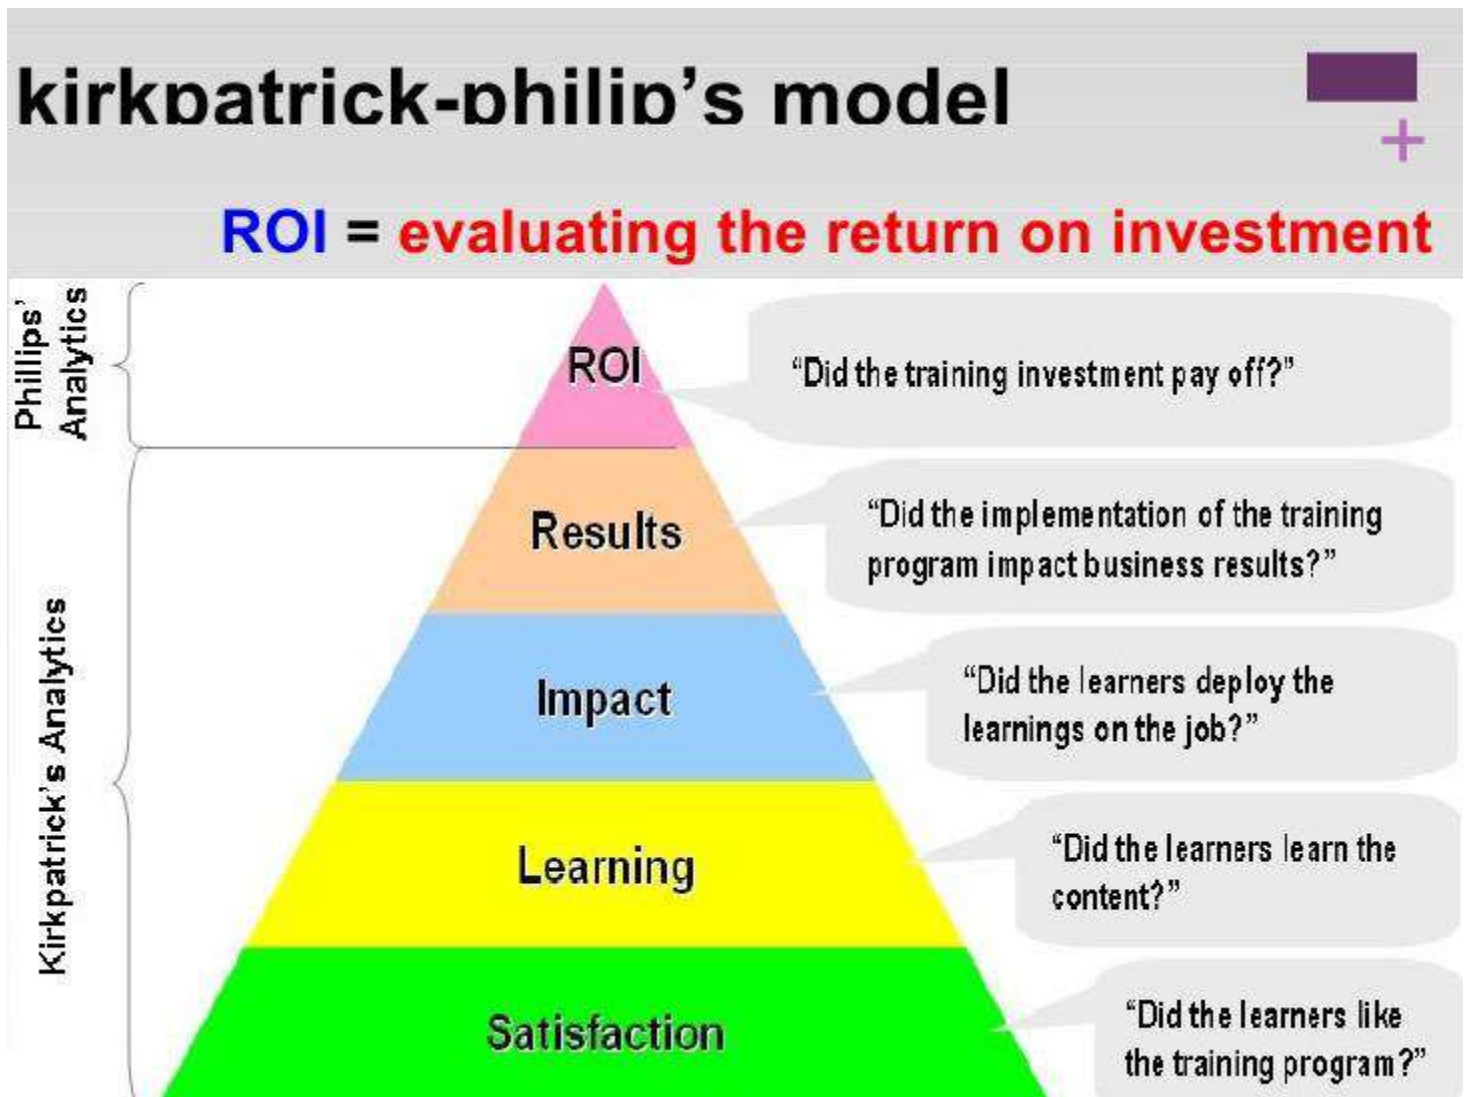 kirkpatrick-philip’s model
+
ROI = evaluating the return on investment
Phillips’
Analytics
ROI
“Did the training investment pay off?”
Kirkpatrick’s Analytics
Results
“Did the implementation of the training
program impact business results?”
Impact
“Did the learners deploy the
learnings on the job?”
Learning
“Did the learners learn the
content?”
Satisfaction
“Did the learners like
the training program?”